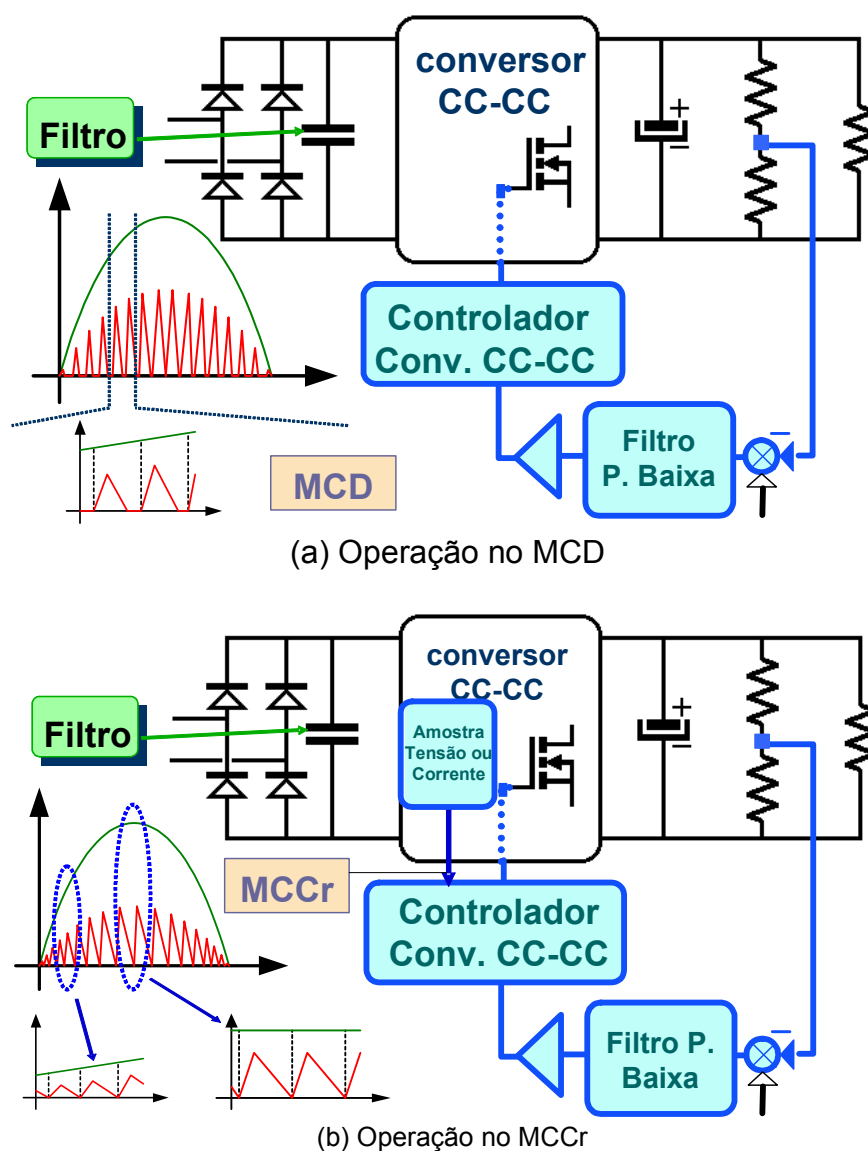 conversor
CC-CC
Filtro
+
−
Controlador
Conv. CC-CC
Filtro
P. Baixa
−
MCD
(a) Operação no MCD
conversor
CC-CC
Filtro
Amostra
Tensão ou
Corrente
+
−
MCCr
Controlador
Conv. CC-CC
Filtro P.
Baixa
−
(b) Operação no MCCr